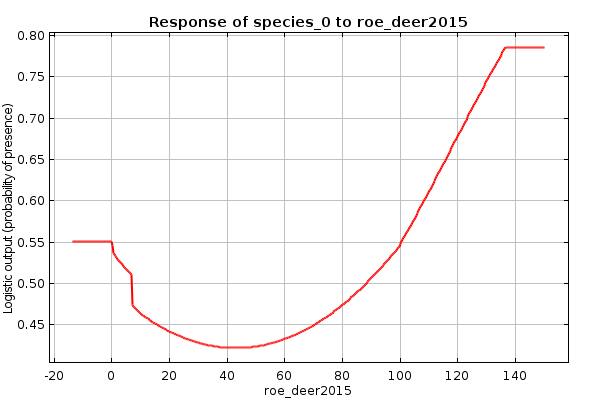 Response of species_0 to roe_deer2015
Logistic output (probability of presence)
0.80
0.75
0.70
0.65
0.60
0.55
0.50
0.45
-20 0 20 40 60 80 100 120 140
roe_deer2015